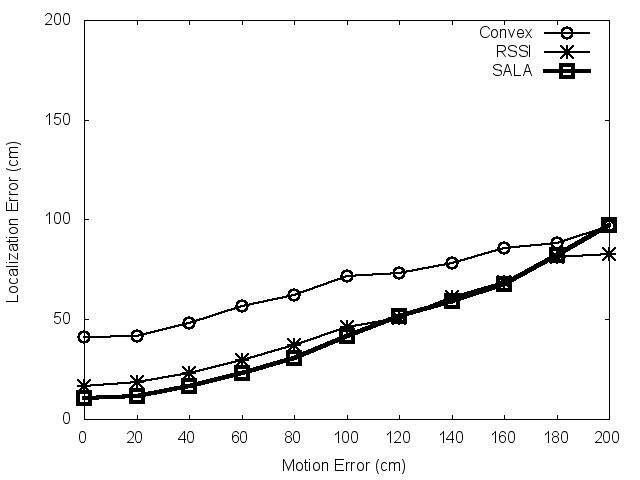 200
150
100
50
0
Localization Error (cm)
Convex
RSSI
SALA
0 20 40 60 80 100 120 140 160 180 200
Motion Error (cm)